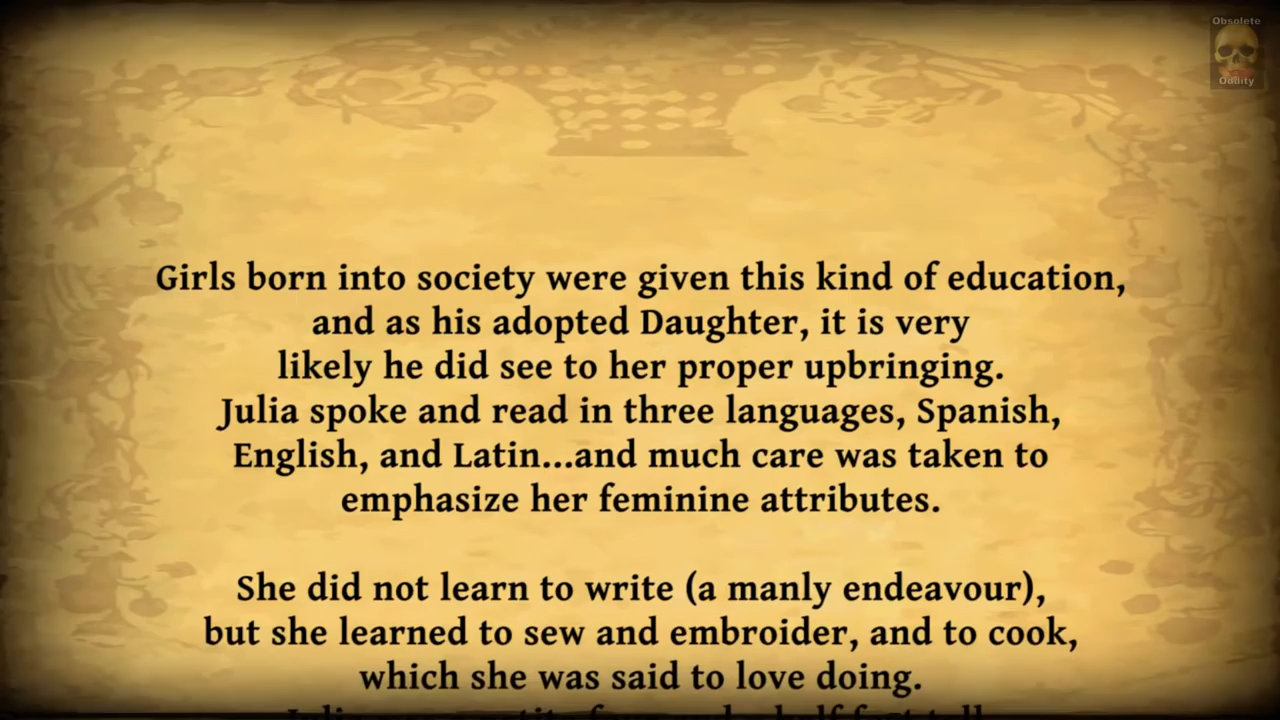 Obsolete
Oddity
Girls born into society were given this kind of education,
and as his adopted Daughter, it is very
likely he did see to her proper upbringing.
Julia spoke and read in three languages, Spanish,
English, and Latin...and much care was taken to
emphasize her feminine attributes.
She did not learn to write (a manly endeavour),
but she learned to sew and embroider, and to cook,
which she was said to love doing.